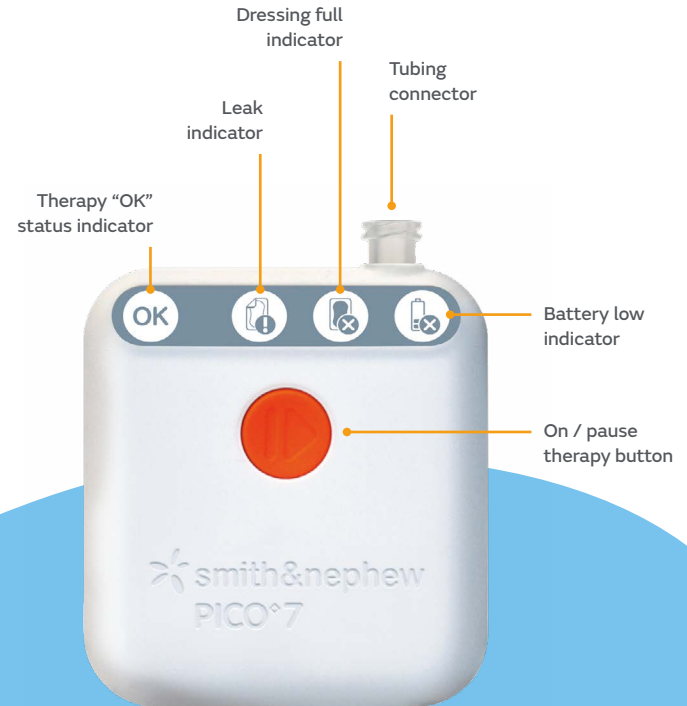 Dressing full
indicator
Tubing
connector
Leak
indicator
Therapy “OK”
status indicator
OK
Battery low
indicator
On / pause
therapy button
smith&nephew
PICO⋄7